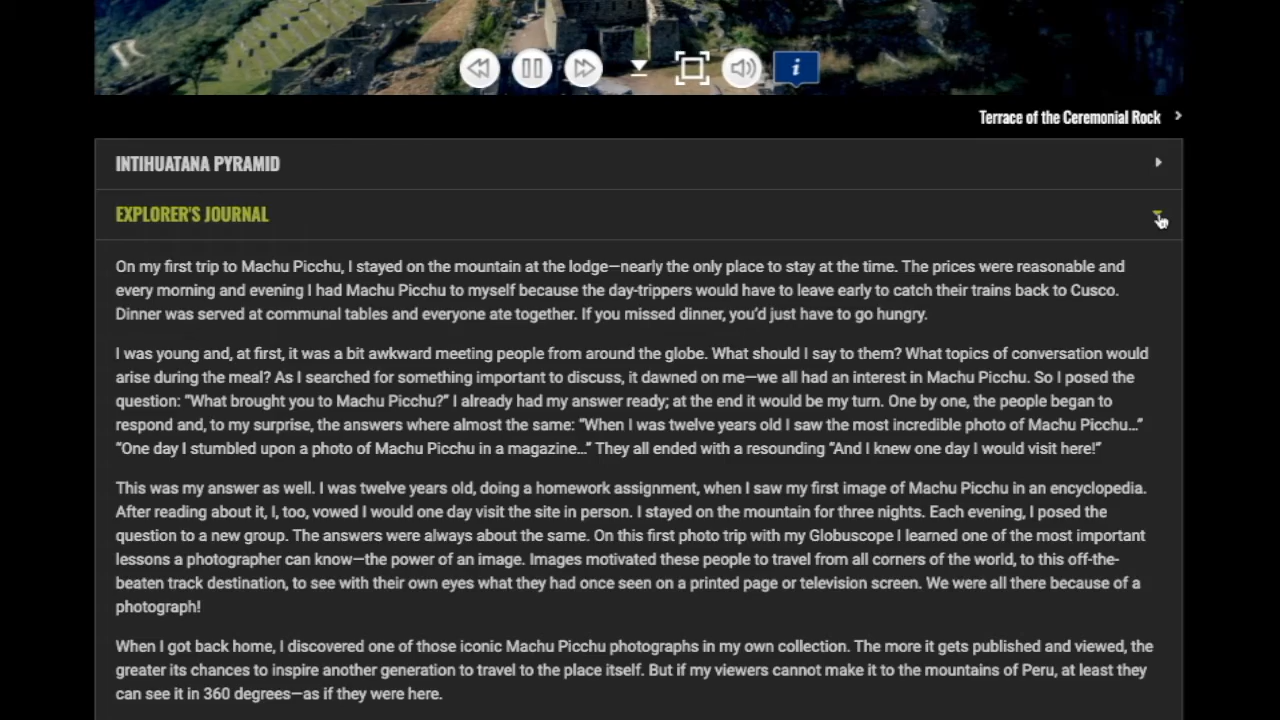 i
Terrace of the Ceremonial Rock
INTIHUATANA PYRAMID
EXPLORER'S JOURNAL
On my first trip to Machu Picchu, I stayed on the mountain at the lodge—nearly the only place to stay at the time. The prices were reasonable and
every morning and evening I had Machu Picchu to myself because the day-trippers would have to leave early to catch their trains back to Cusco.
Dinner was served at communal tables and everyone ate together. If you missed dinner, you'd just have to go hungry.
I was young and, at first, it was a bit awkward meeting people from around the globe. What should I say to them? What topics of conversation would
arise during the meal? As I searched for something important to discuss, it dawned on me—we all had an interest in Machu Picchu. So I posed the
question: “What brought you to Machu Picchu?” I already had my answer ready; at the end it would be my turn. One by one, the people began to
respond and, to my surprise, the answers where almost the same: “When I was twelve years old I saw the most incredible photo of Machu Picchu…”
“One day I stumbled upon a photo of Machu Picchu in a magazine…” They all ended with a resounding “And I knew one day I would visit here!”
This was my answer as well. I was twelve years old, doing a homework assignment, when I saw my first image of Machu Picchu in an encyclopedia.
After reading about it, I, too, vowed I would one day visit the site in person. I stayed on the mountain for three nights. Each evening, I posed the
question to a new group. The answers were always about the same. On this first photo trip with my Globuscope I learned one of the most important
lessons a photographer can know—the power of an image. Images motivated these people to travel from all corners of the world, to this off-the-
beaten track destination, to see with their own eyes what they had once seen on a printed page or television screen. We were all there because of a
photograph!
When I got back home, I discovered one of those iconic Machu Picchu photographs in my own collection. The more it gets published and viewed, the
greater its chances to inspire another generation to travel to the place itself. But if my viewers cannot make it to the mountains of Peru, at least they
can see it in 360 degrees—as if they were here.